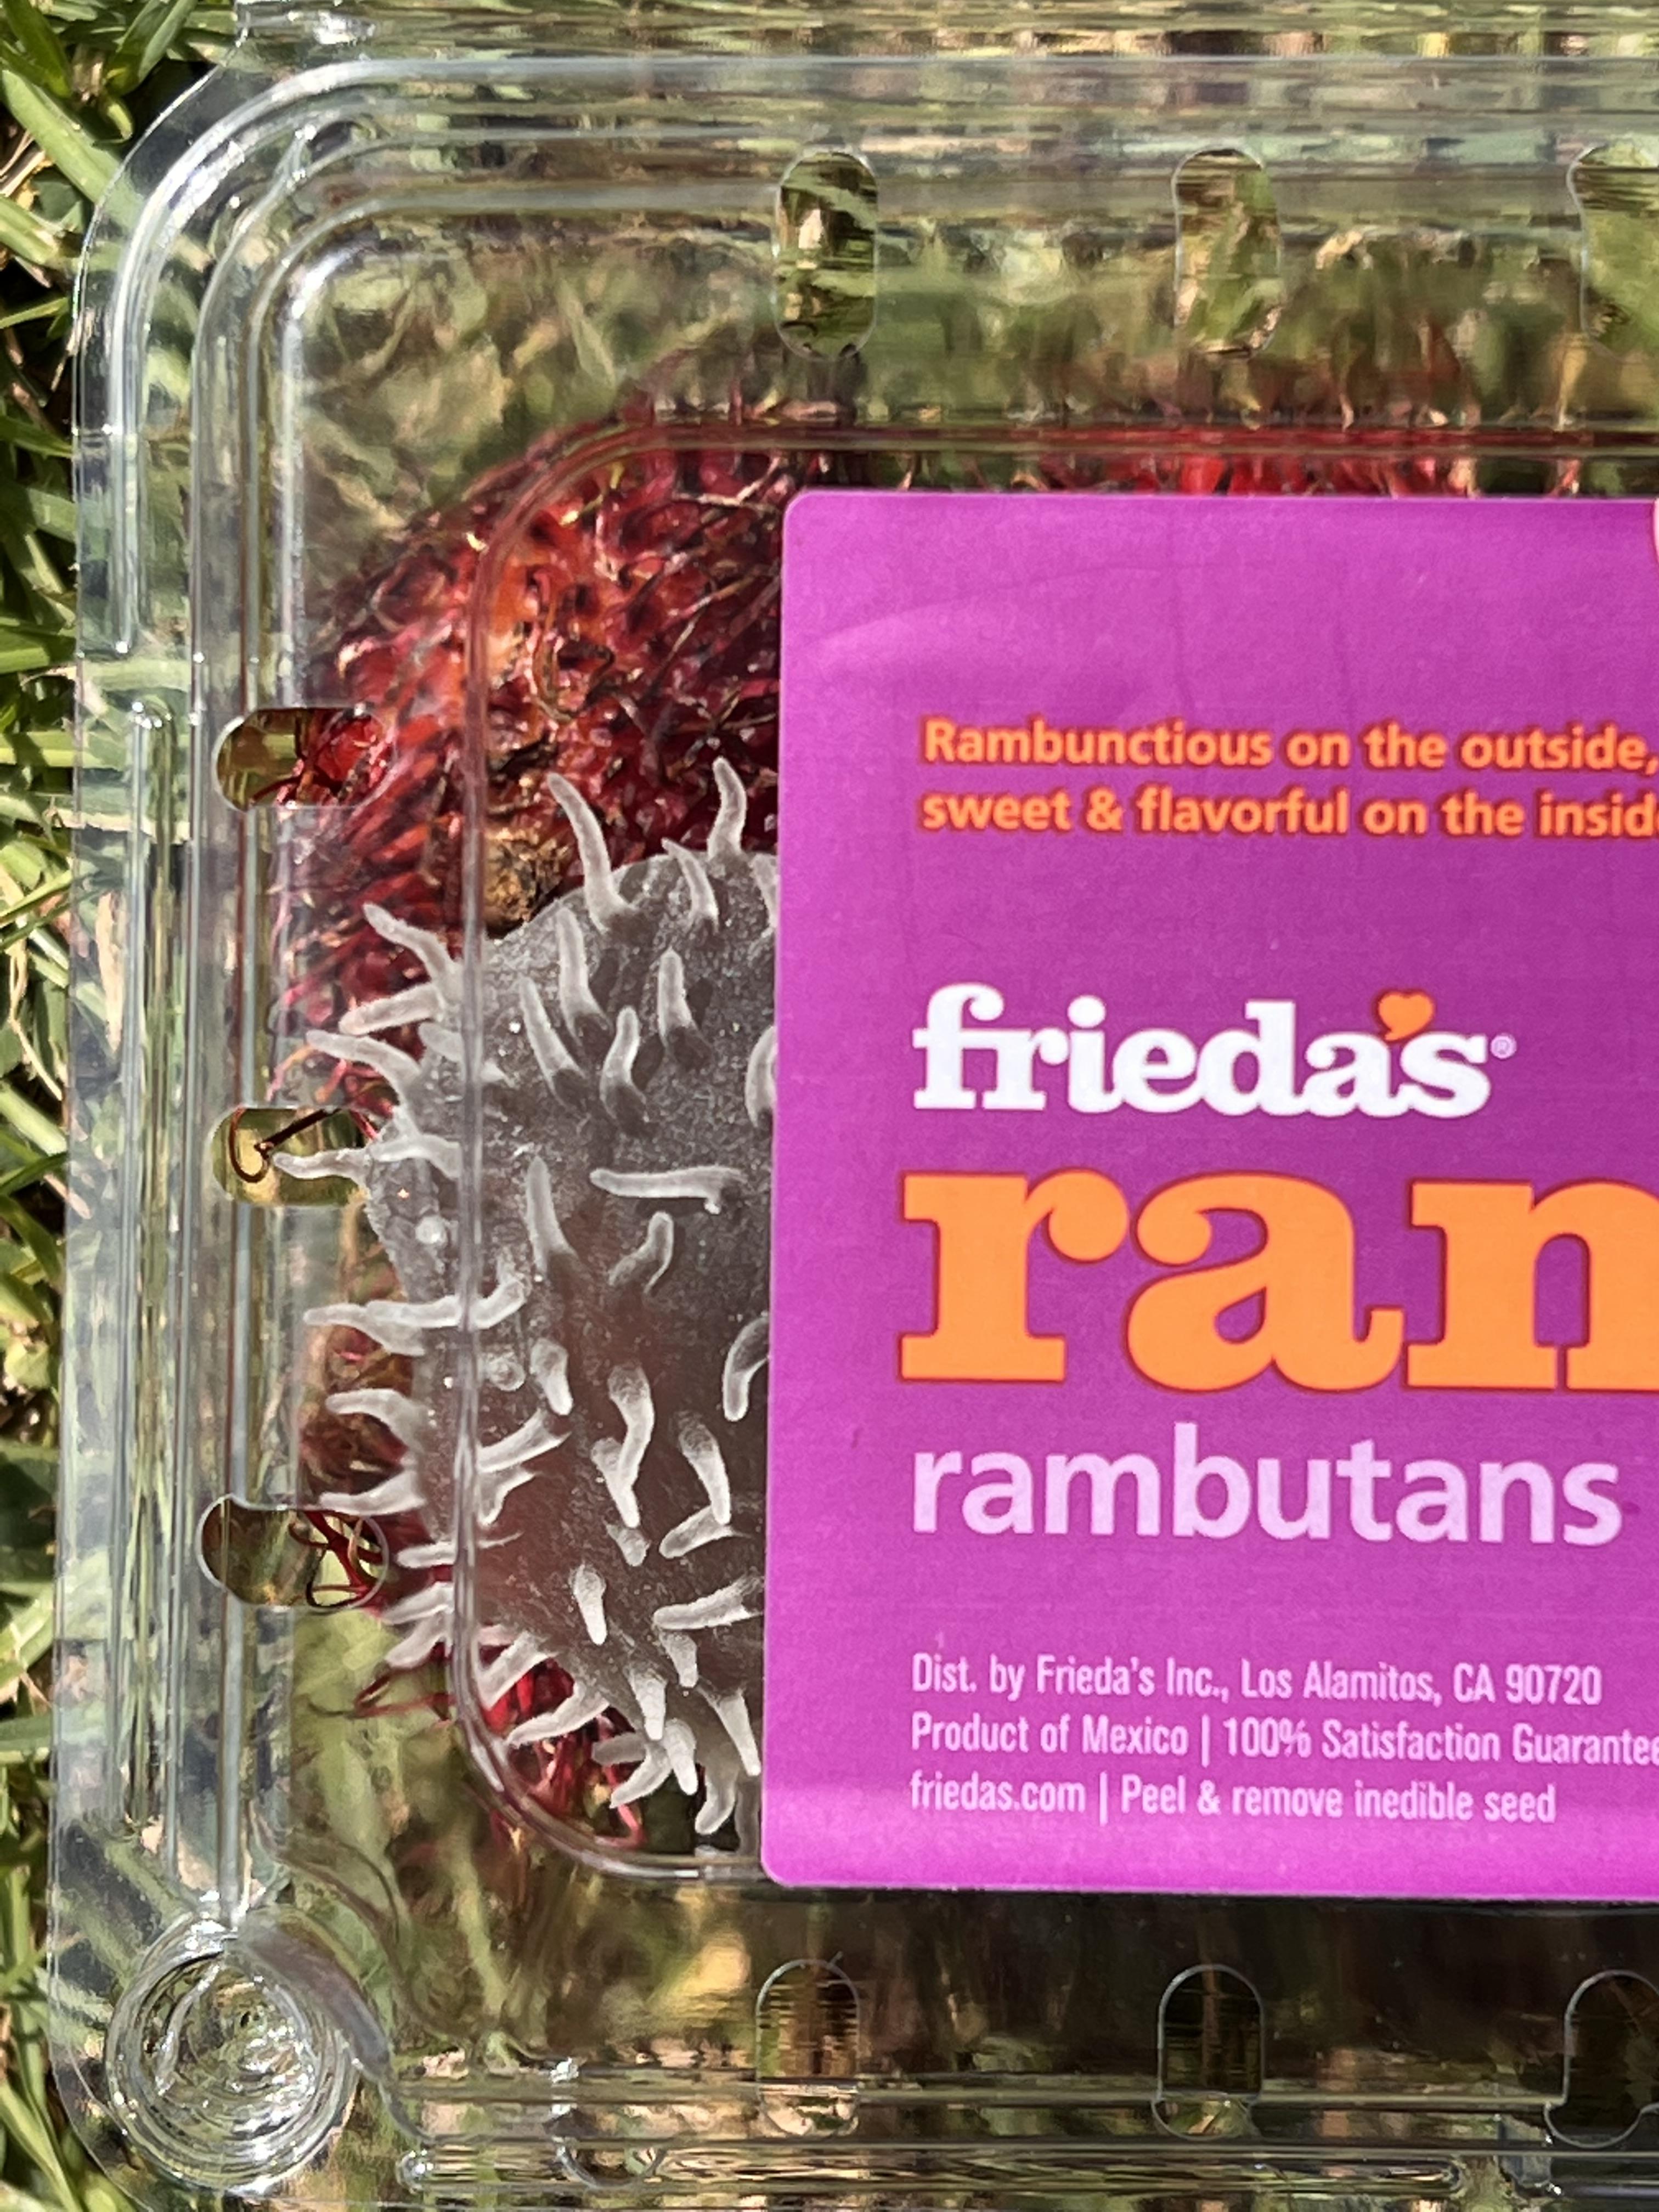 Rambunctious on the outside,
sweet & flavorful on the insid
frieda's®
ram
rambutans
Dist. by Frieda's Inc., Los Alamitos, CA 90720
Product of Mexico | 100% Satisfaction Guarantee
friedas.com | Peel & remove inedible seed